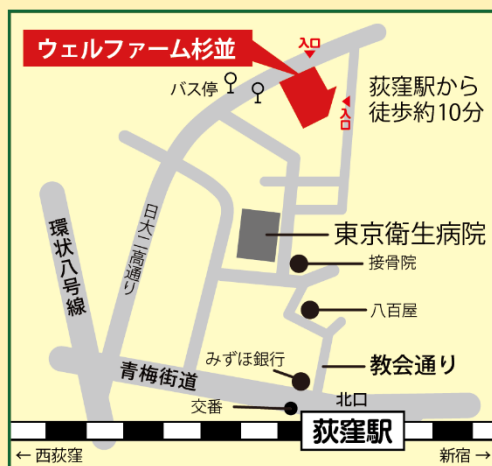 ウェルファーム杉並
入口
バス停
荻窪駅から
徒歩約10分
入口
日大二高通り
環状八号線
東京衛生病院
接骨院
八百屋
教会通り
みずほ銀行
青梅街道
交番
北口
荻窪駅
← 西荻窪
新宿 →